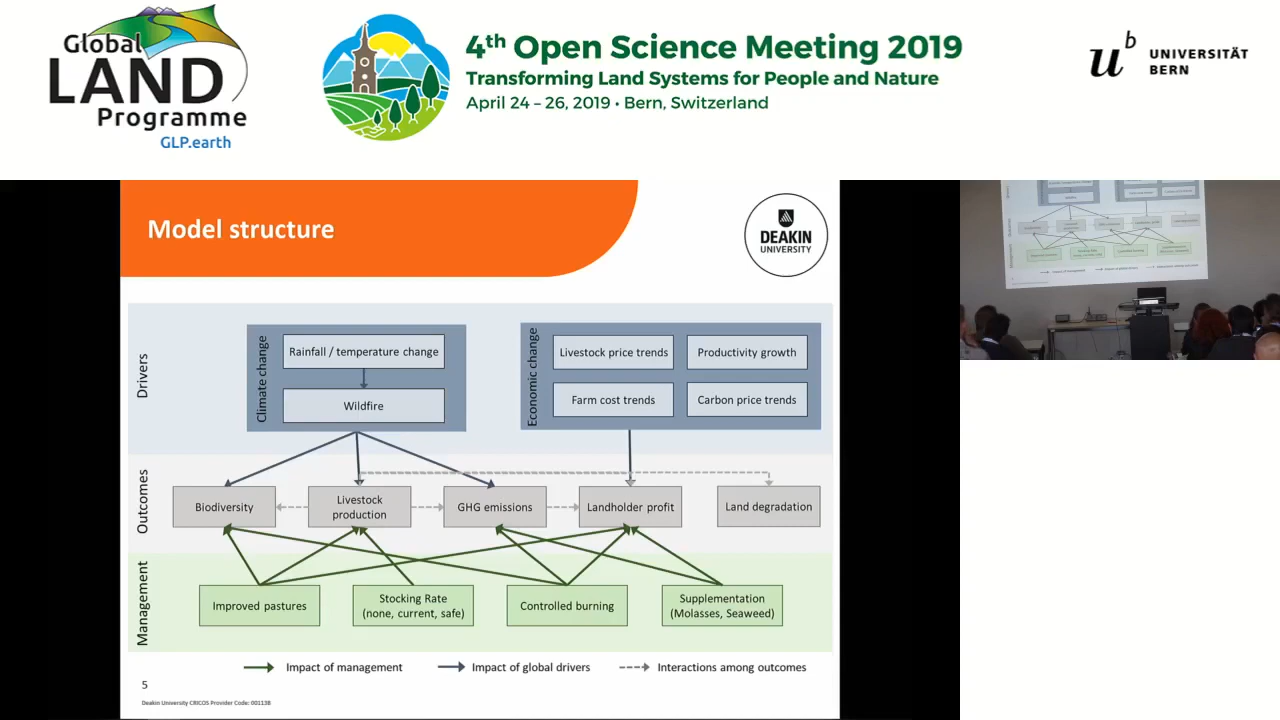 Global
LAND
Programme
GLP.earth
4th Open Science Meeting 2019
Transforming Land Systems for People and Nature
April 24 – 26, 2019 • Bern, Switzerland
u b
UNIVERSITÄT
BERN
Model structure
DEAKIN
UNIVERSITY
Drivers
Climate change
Rainfall / temperature change
Wildfire
Economic change
Livestock price trends
Productivity growth
Farm cost trends
Carbon price trends
Outcomes
Biodiversity
Livestock
production
GHG emissions
Landholder profit
Land degradation
Management
Improved pastures
Stocking Rate
(none, current, safe)
Controlled burning
Supplementation
(Molasses, Seaweed)
Impact of management
Impact of global drivers
Interactions among outcomes
5
Deakin University CRICOS Provider Code: 00113B